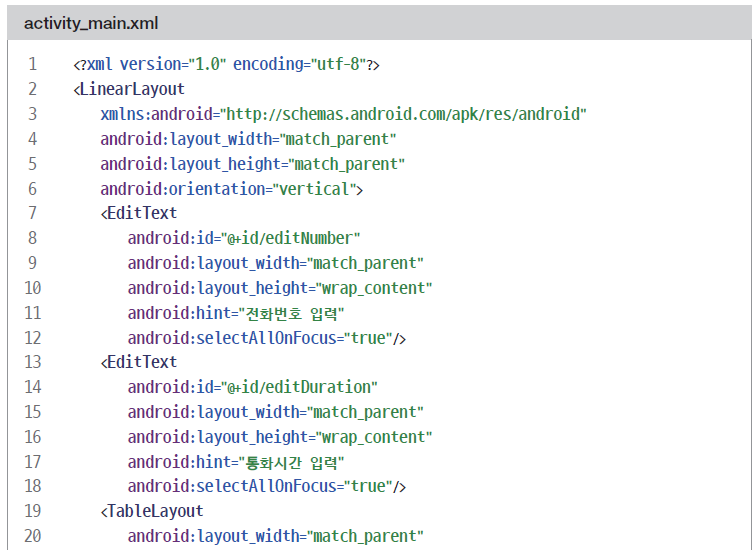 activity_main.xml
1 <?xml version="1.0" encoding="utf-8"?>
2 <LinearLayout
3 xmlns:android="http://schemas.android.com/apk/res/android"
4 android:layout_width="match_parent"
5 android:layout_height="match_parent"
6 android:orientation="vertical">
7 <EditText
8 android:id="@+id/editNumber"
9 android:layout_width="match_parent"
10 android:layout_height="wrap_content"
11 android:hint="전화번호 입력"
12 android:selectAllOnFocus="true"/>
13 <EditText
14 android:id="@+id/editDuration"
15 android:layout_width="match_parent"
16 android:layout_height="wrap_content"
17 android:hint="통화시간 입력"
18 android:selectAllOnFocus="true"/>
19 <TableLayout
20 android:layout_width="match_parent"